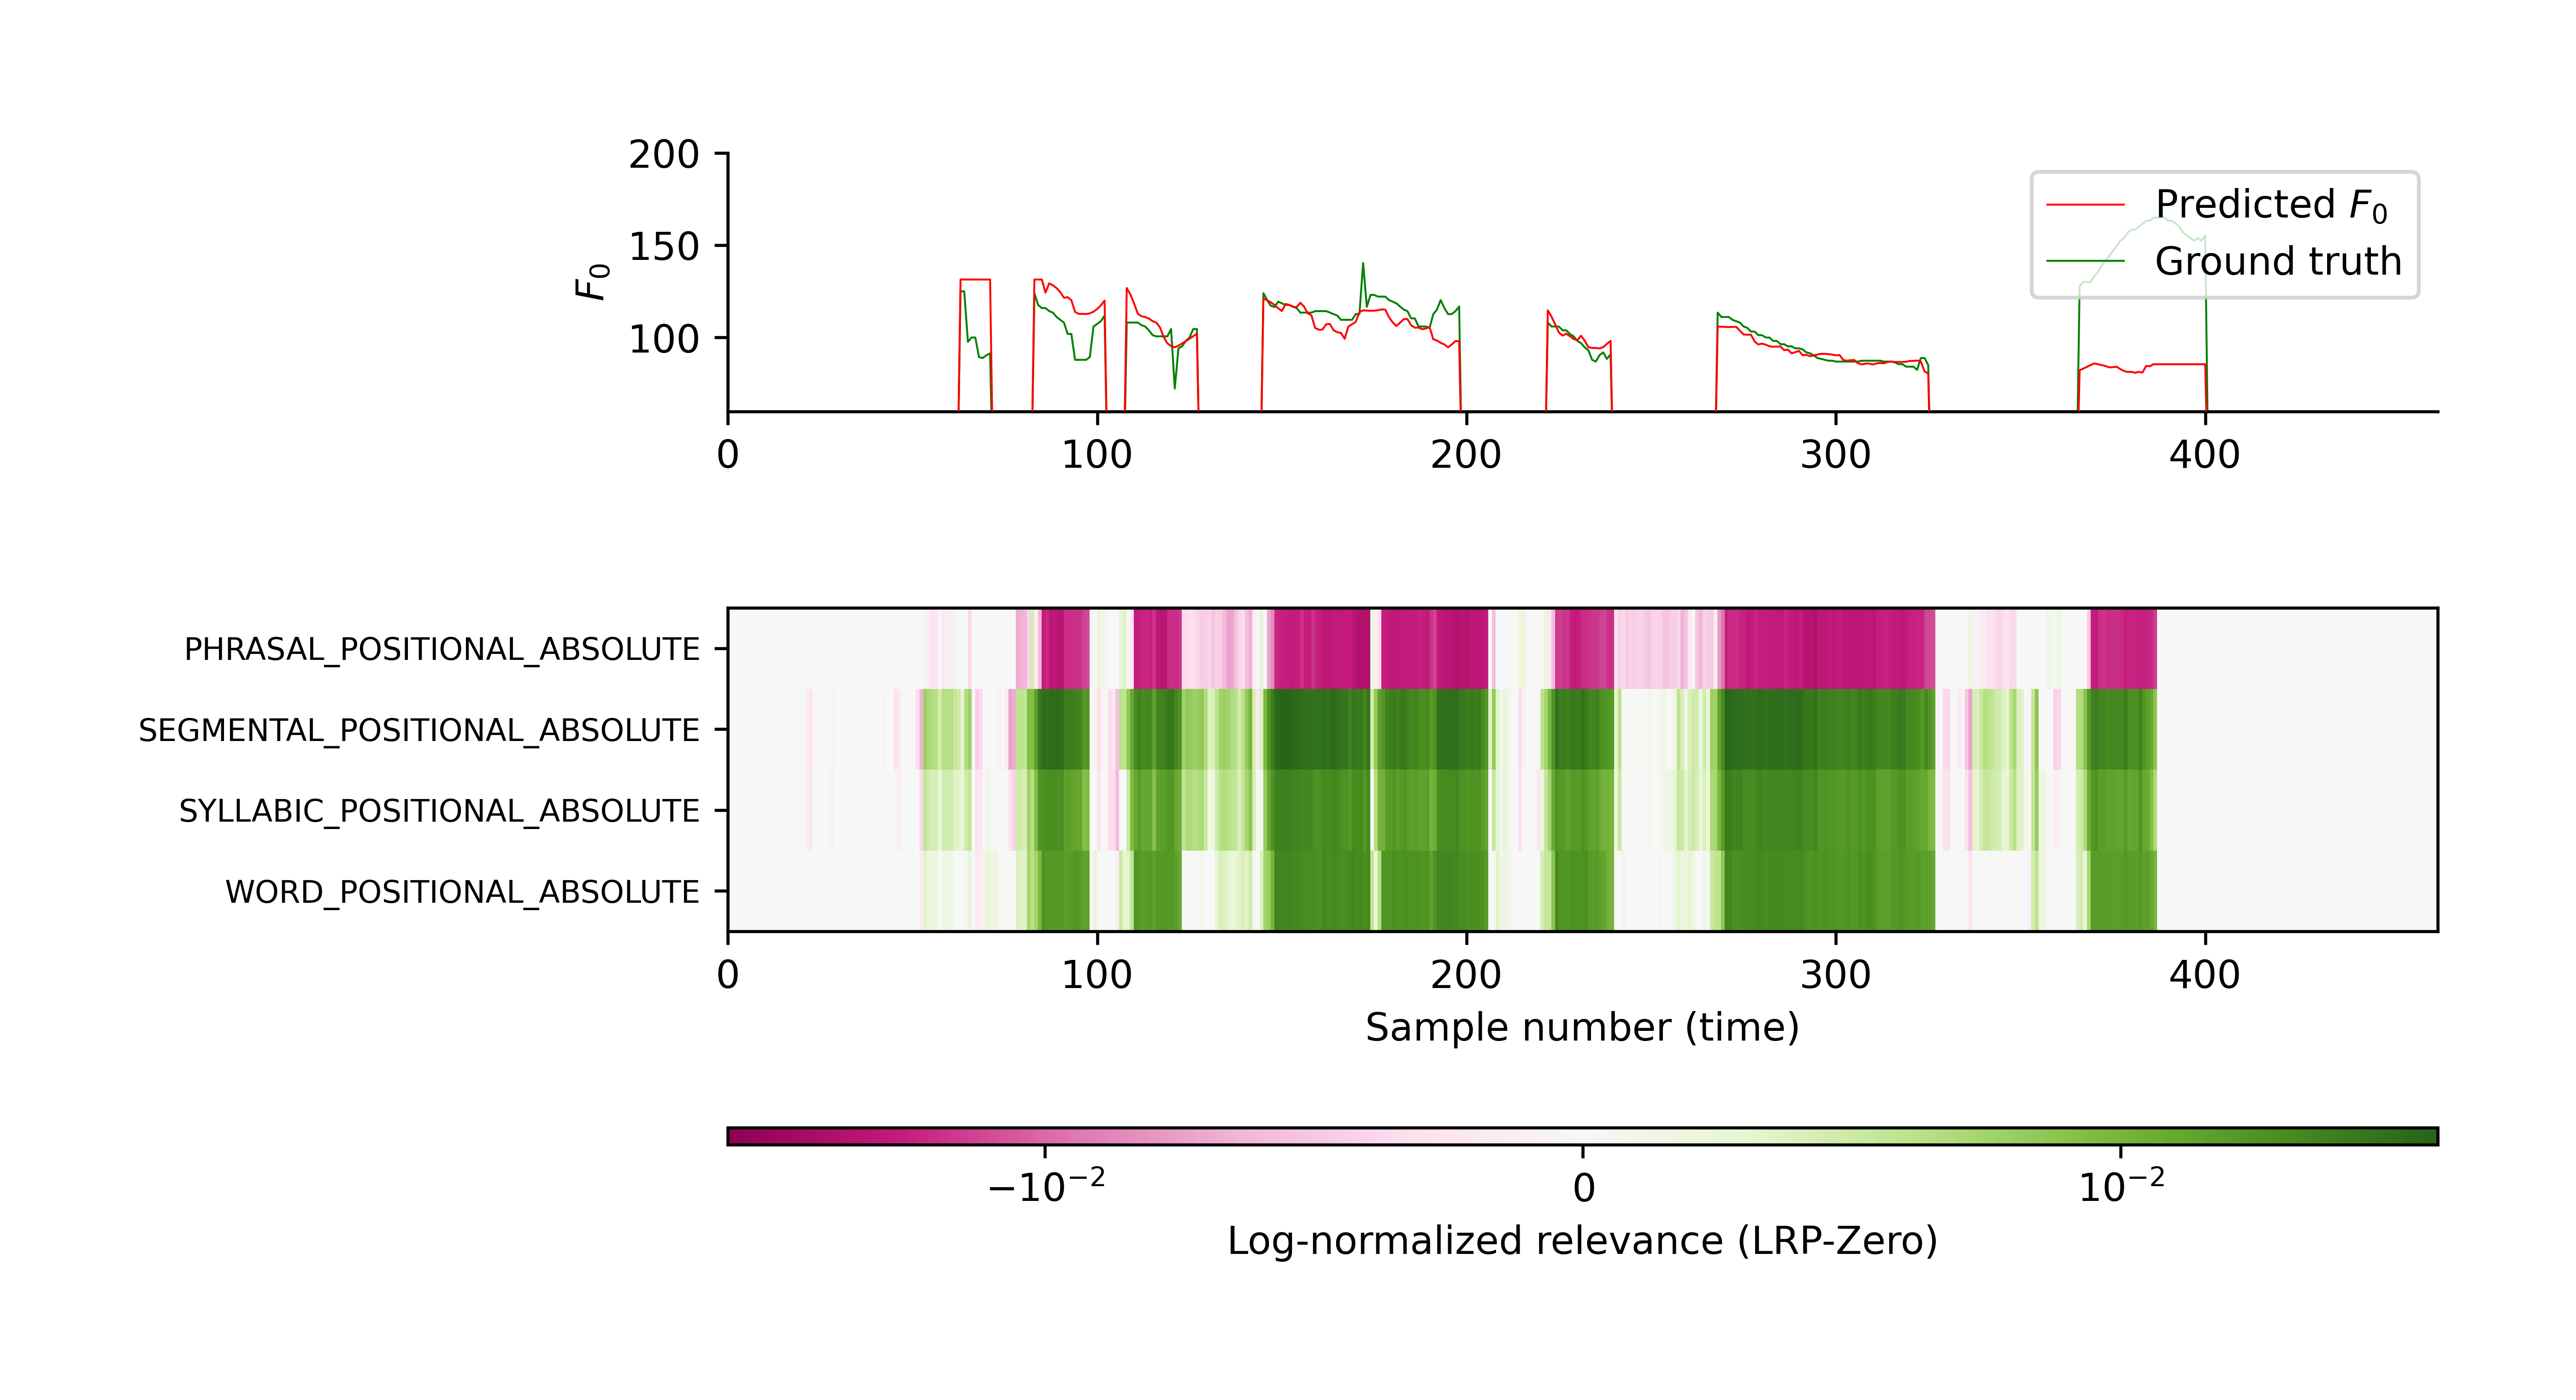 200
150
100
F₀
Predicted F₀
Ground truth
0 100 200 300 400
PHRASAL_POSITIONAL_ABSOLUTE
SEGMENTAL_POSITIONAL_ABSOLUTE
SYLLABIC_POSITIONAL_ABSOLUTE
WORD_POSITIONAL_ABSOLUTE
0 100 200 300 400
Sample number (time)
−10⁻² 0 10⁻²
Log-normalized relevance (LRP-Zero)